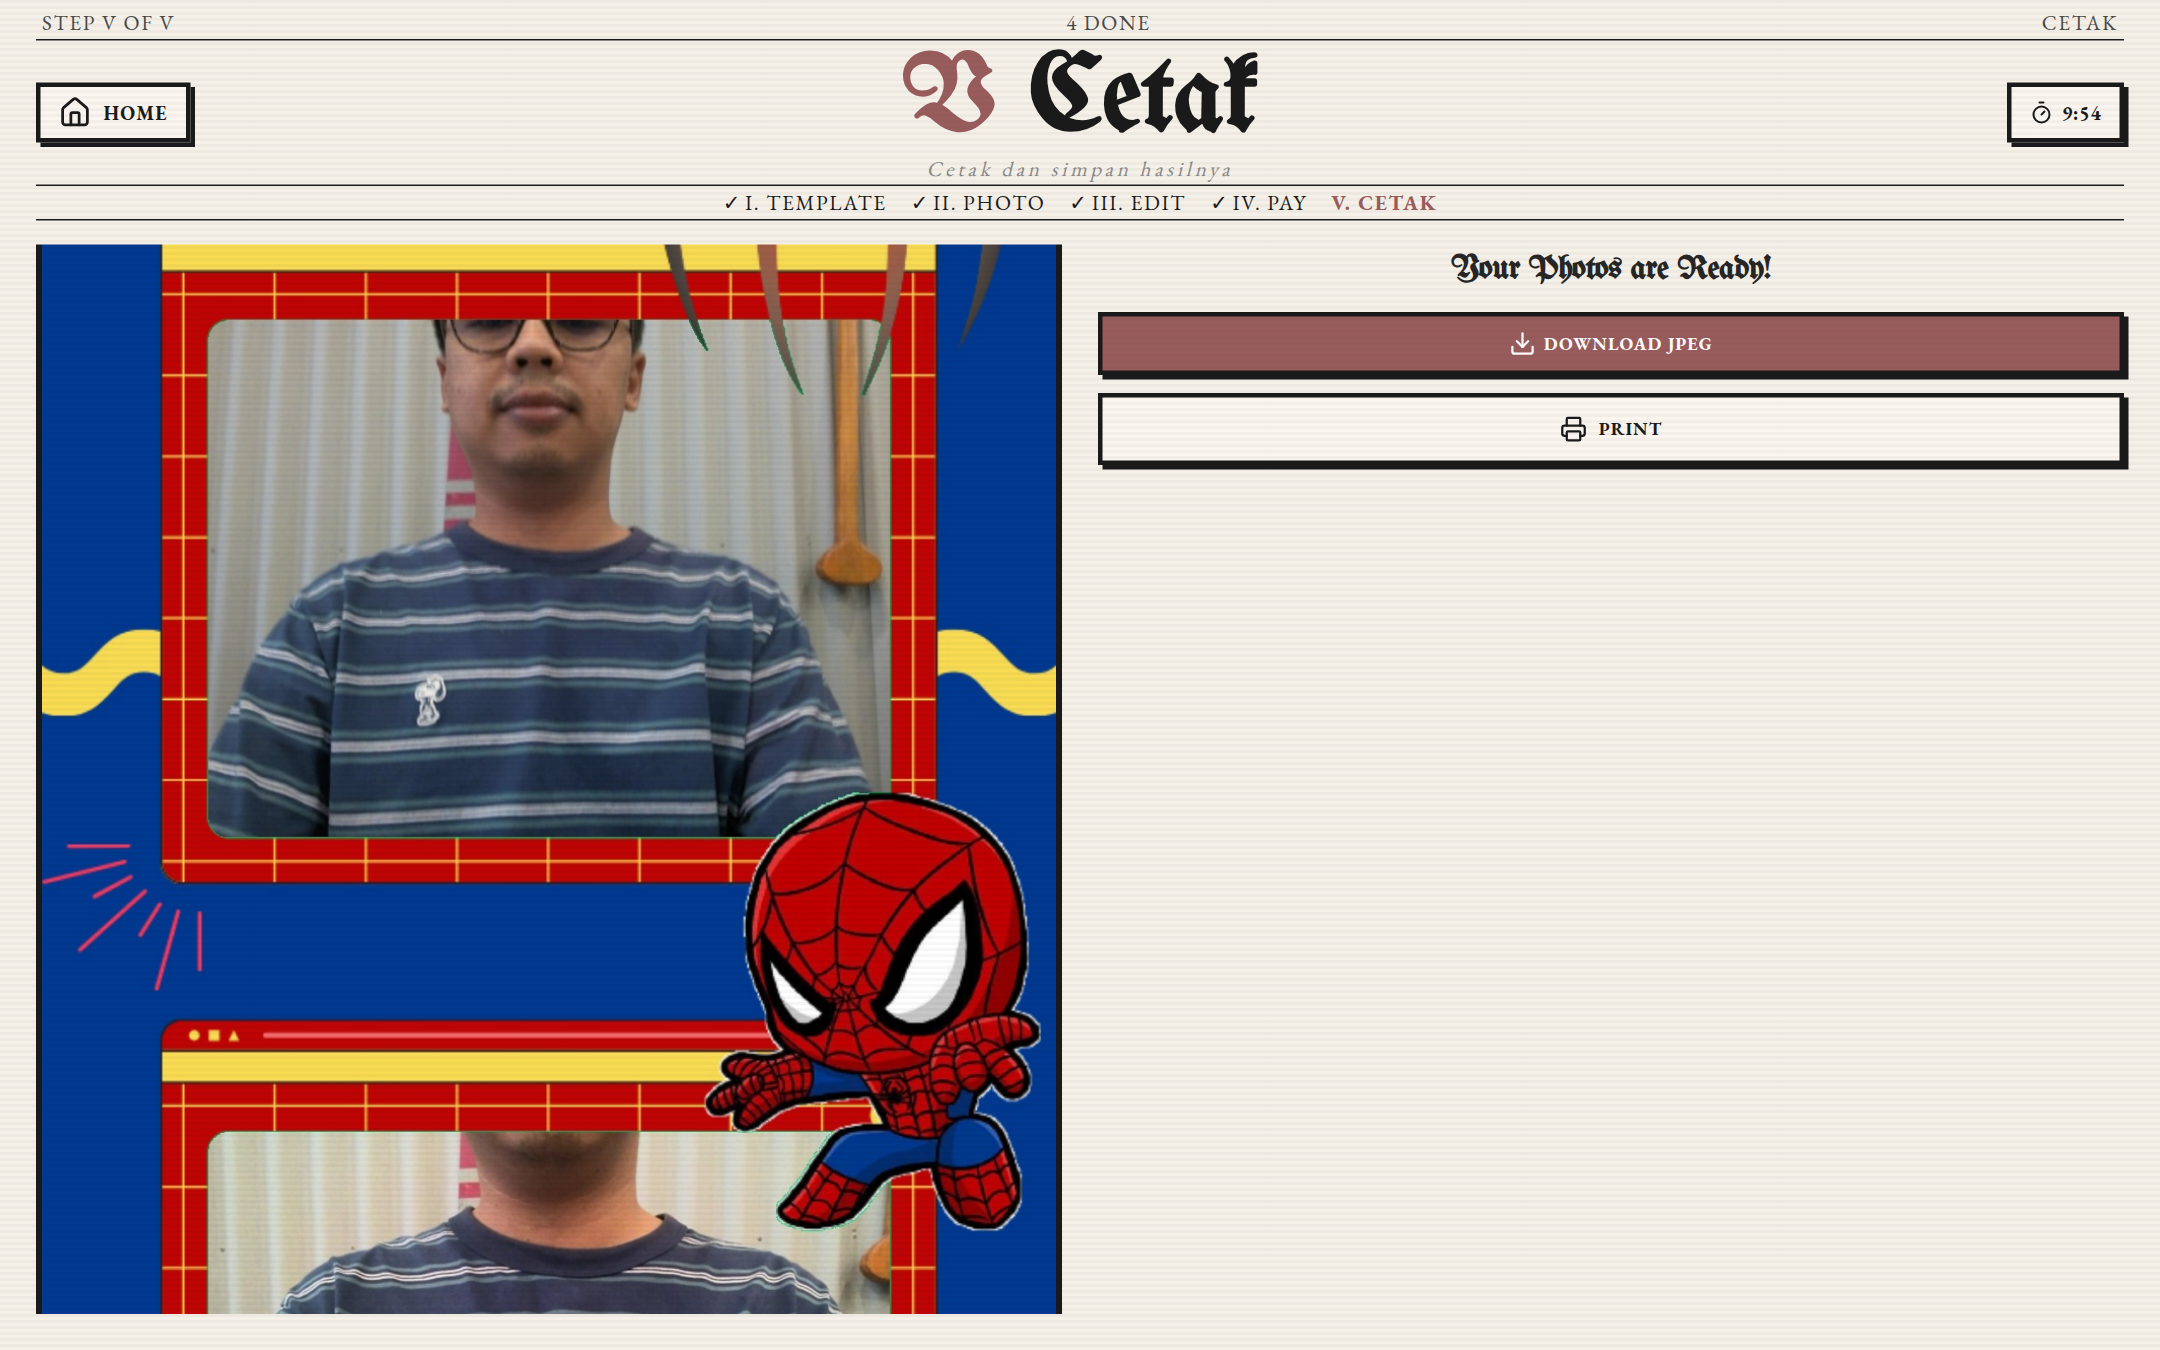 STEP V OF V
4 DONE
CETAK
HOME
V Cetak
9:54
Cetak dan simpan hasilnya
✓ I. TEMPLATE ✓ II. PHOTO ✓ III. EDIT ✓ IV. PAY V. CETAK
Your Photos are Ready!
DOWNLOAD JPEG
PRINT